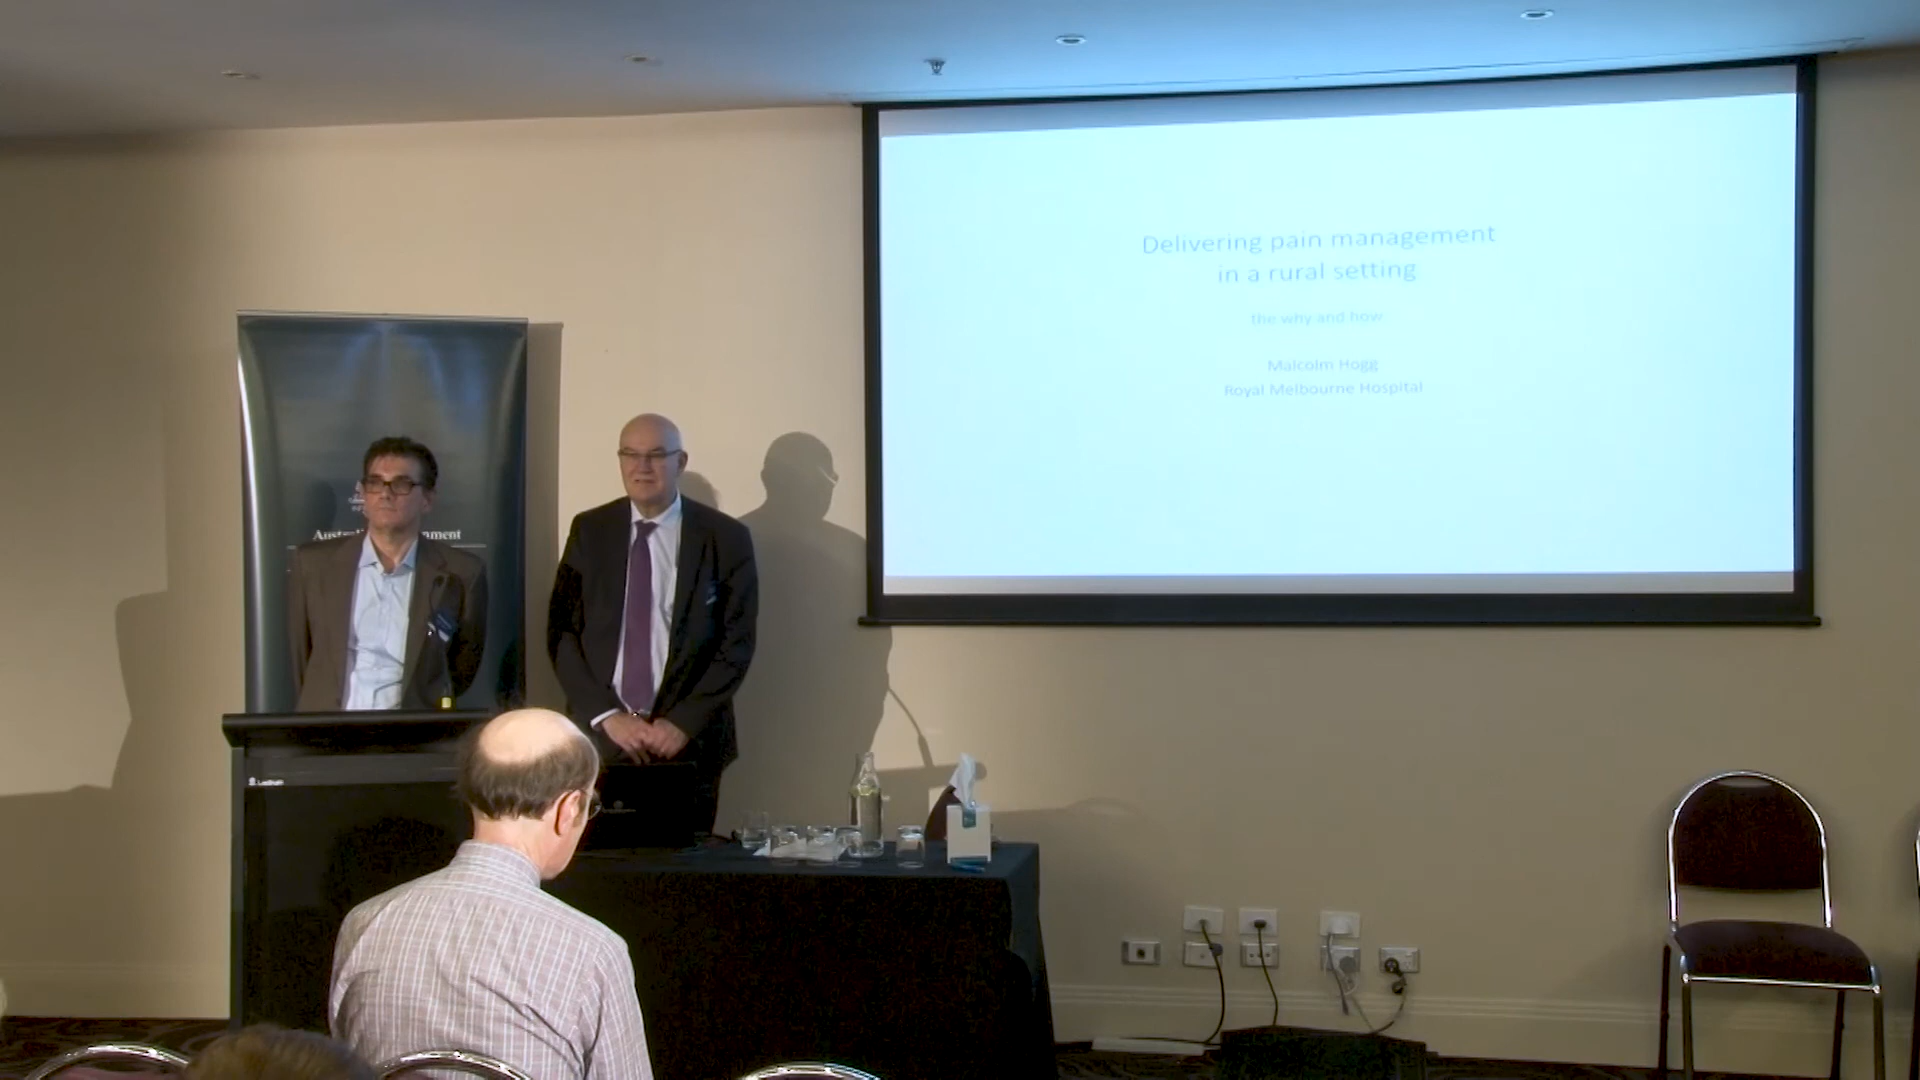 Delivering pain management
in a rural setting
the why and how
Malcolm Hogg
Royal Melbourne Hospital